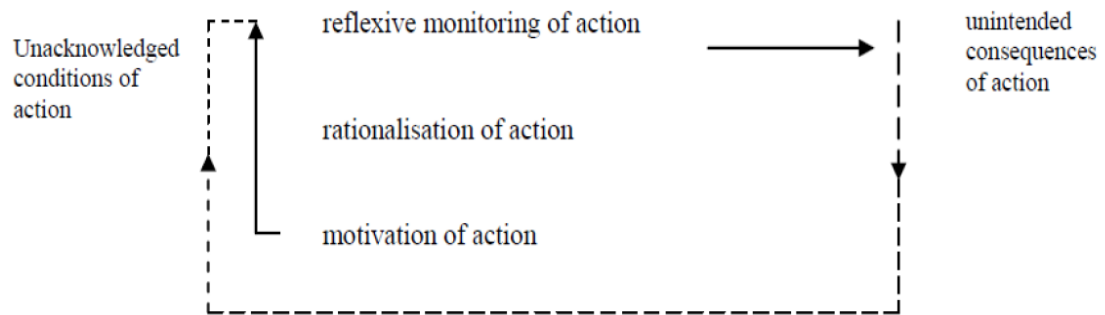 Unacknowledged
conditions of
action
reflexive monitoring of action
rationalisation of action
motivation of action
unintended
consequences
of action